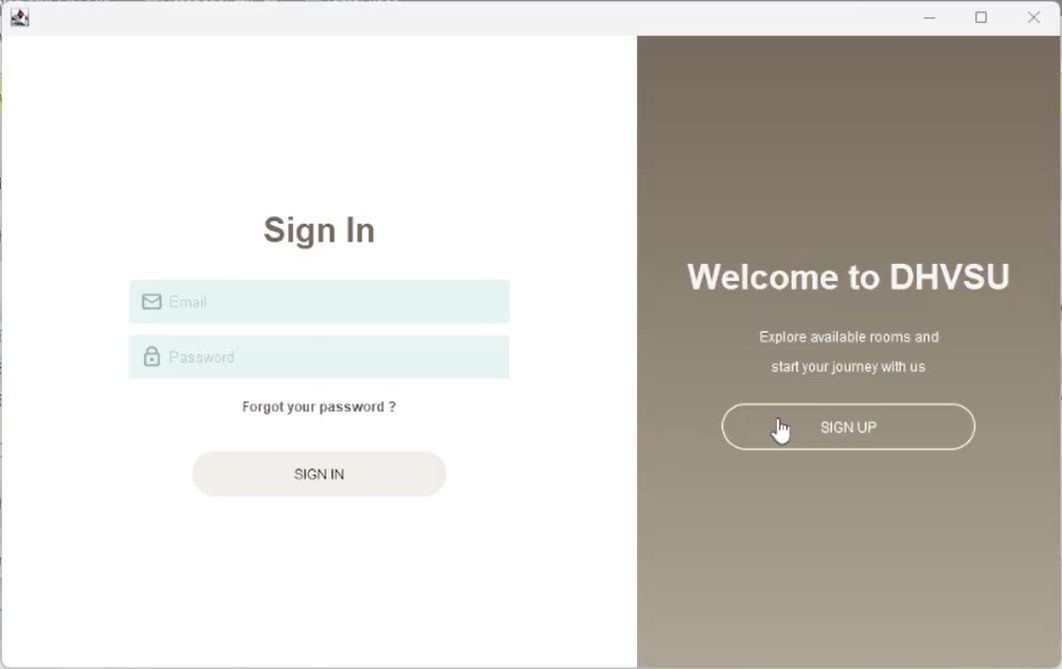 Sign In
Email
Password
Forgot your password ?
SIGN IN
Welcome to DHVSU
Explore available rooms and
start your journey with us
SIGN UP